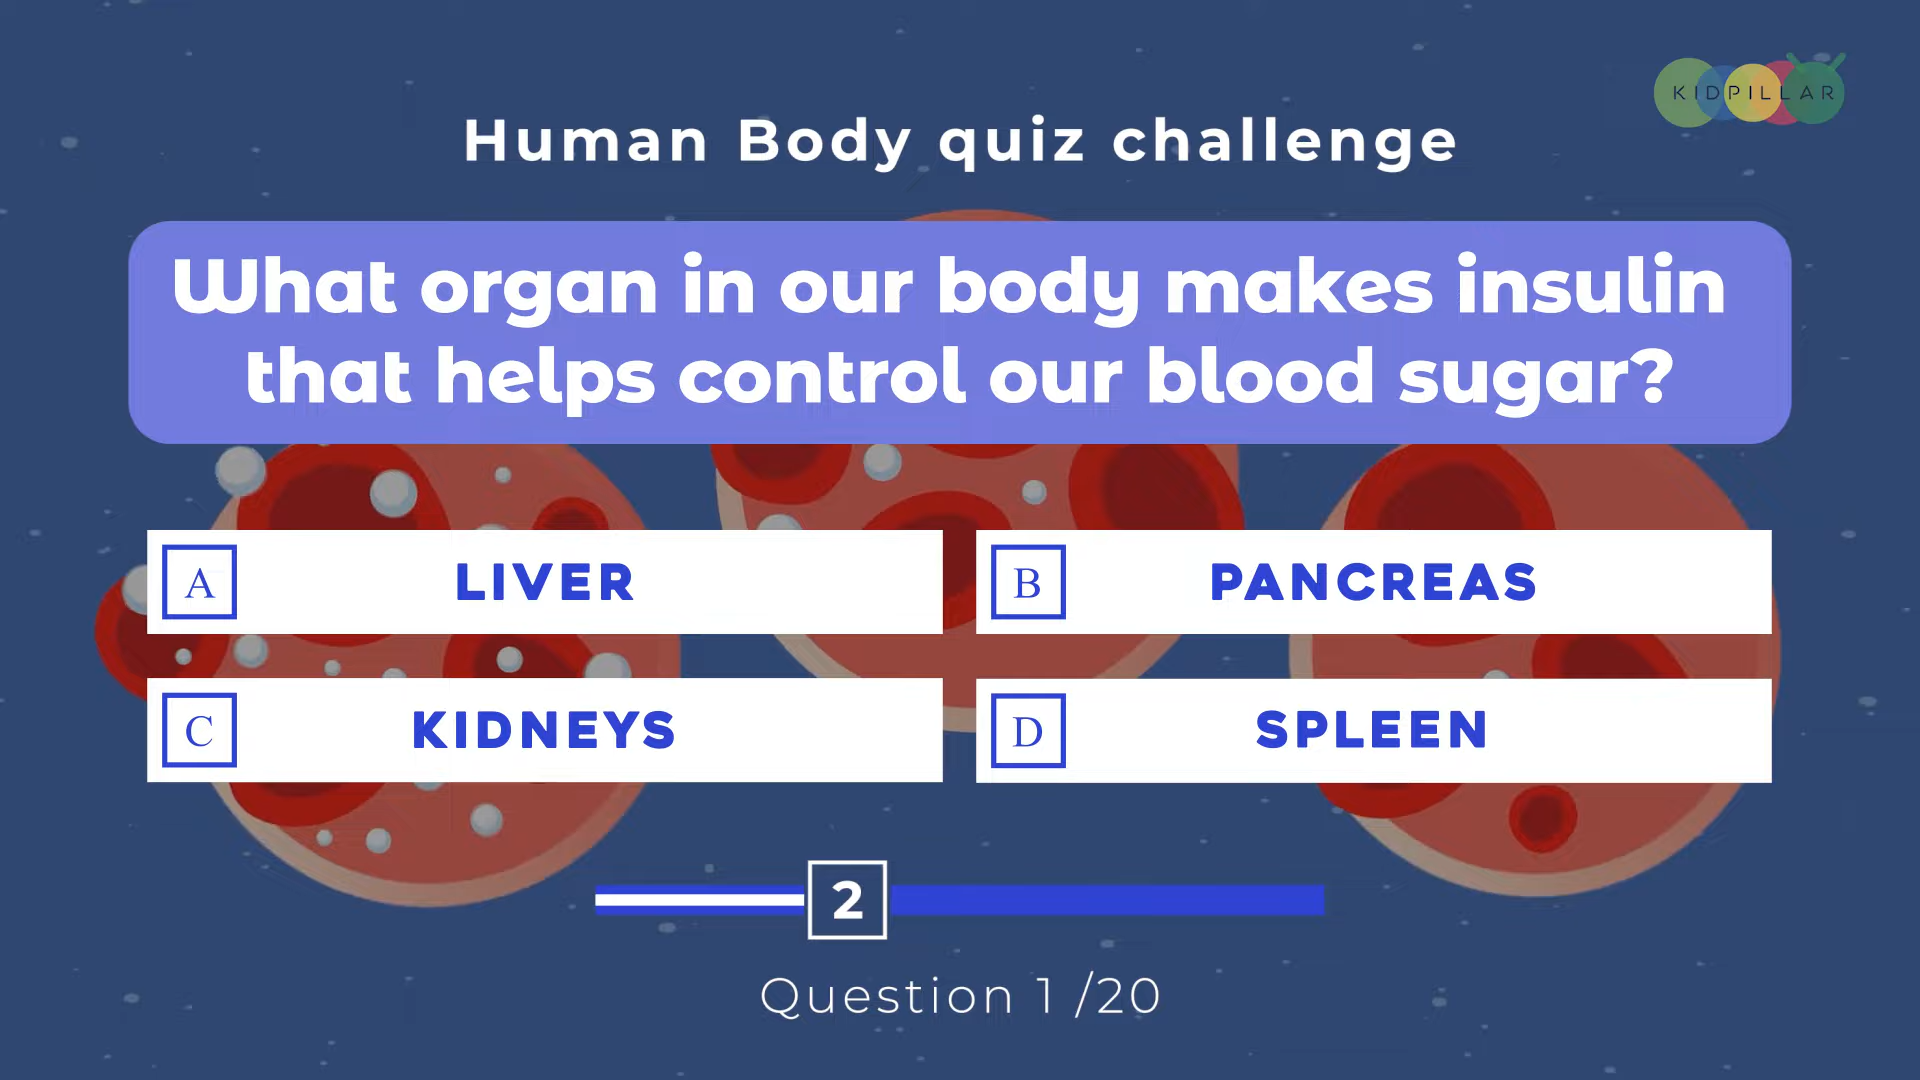 KIDPILLAR
Human Body quiz challenge
What organ in our body makes insulin
that helps control our blood sugar?
A LIVER
B PANCREAS
C KIDNEYS
D SPLEEN
2
Question 1 /20